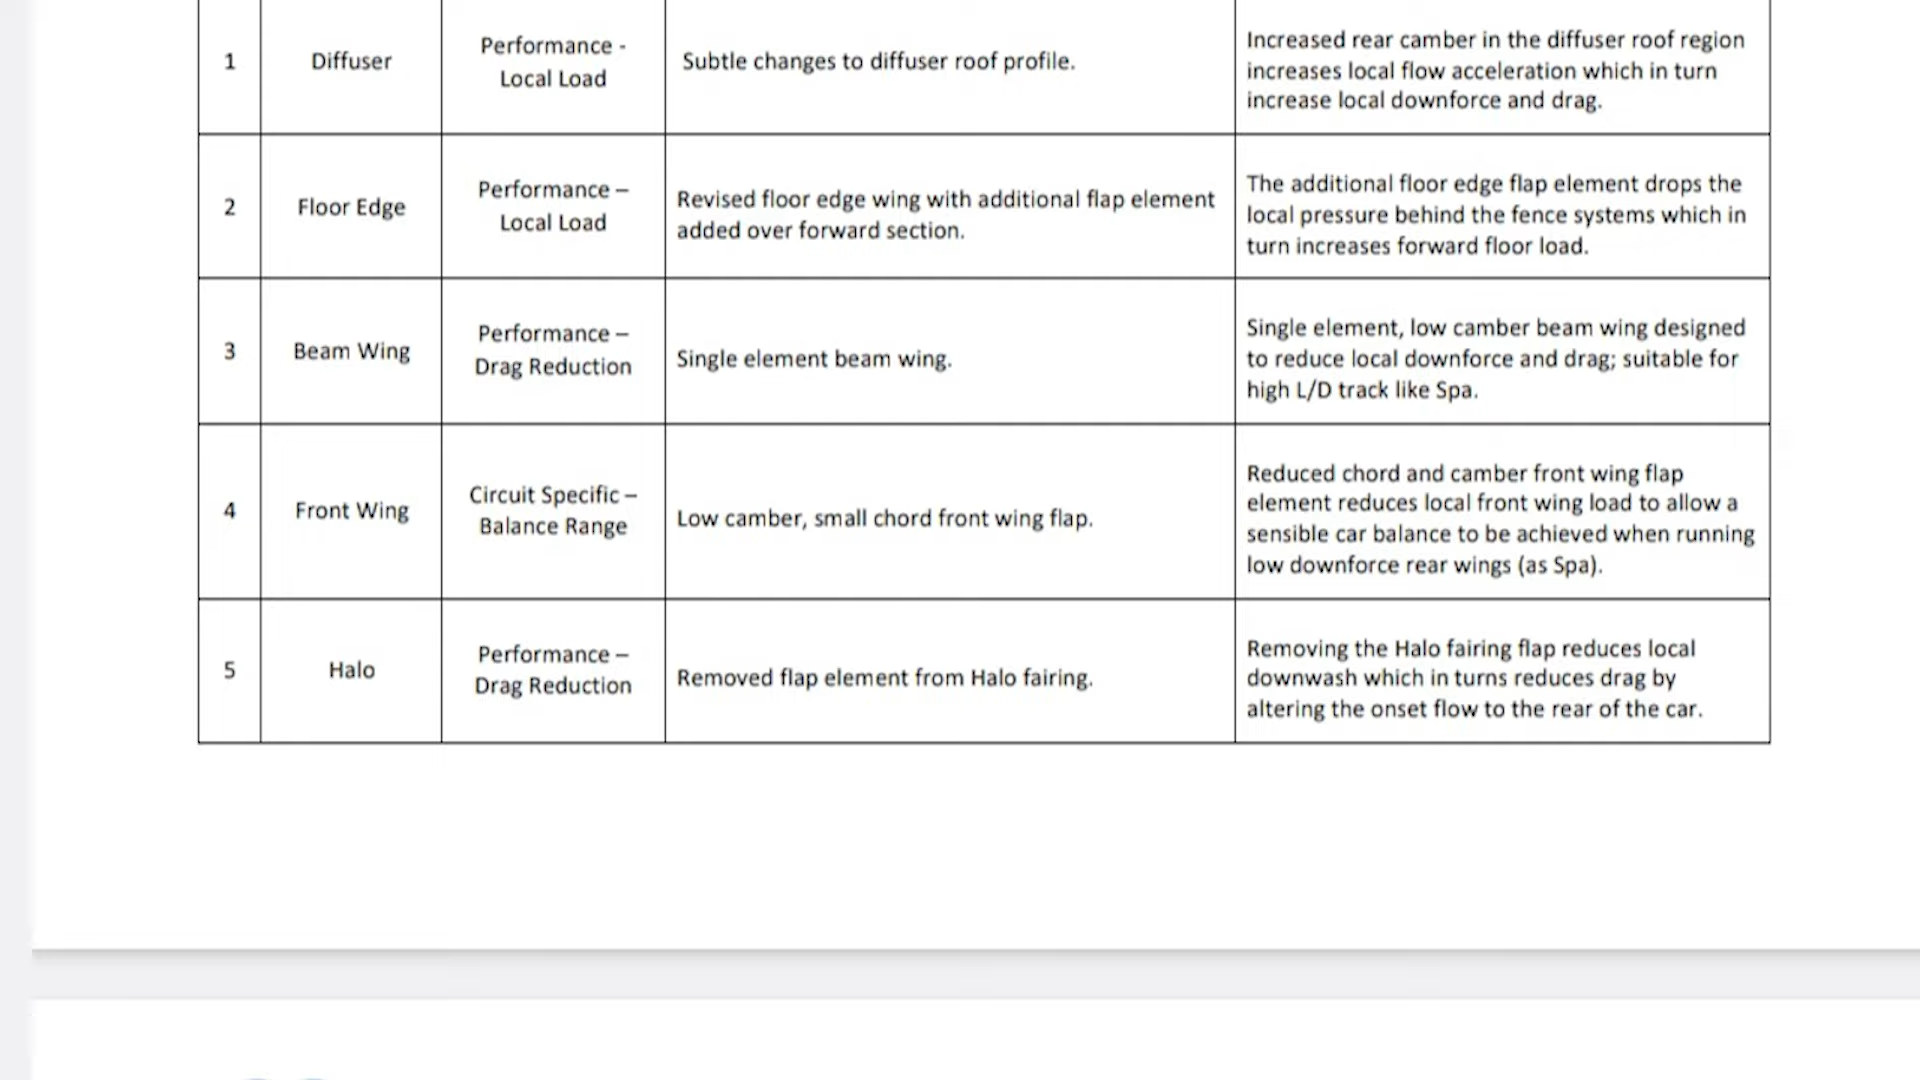 1
Diffuser
Performance -
Local Load
Subtle changes to diffuser roof profile.
Increased rear camber in the diffuser roof region
increases local flow acceleration which in turn
increase local downforce and drag.
2
Floor Edge
Performance –
Local Load
Revised floor edge wing with additional flap element
added over forward section.
The additional floor edge flap element drops the
local pressure behind the fence systems which in
turn increases forward floor load.
3
Beam Wing
Performance –
Drag Reduction
Single element beam wing.
Single element, low camber beam wing designed
to reduce local downforce and drag; suitable for
high L/D track like Spa.
4
Front Wing
Circuit Specific –
Balance Range
Low camber, small chord front wing flap.
Reduced chord and camber front wing flap
element reduces local front wing load to allow a
sensible car balance to be achieved when running
low downforce rear wings (as Spa).
5
Halo
Performance –
Drag Reduction
Removed flap element from Halo fairing.
Removing the Halo fairing flap reduces local
downwash which in turns reduces drag by
altering the onset flow to the rear of the car.